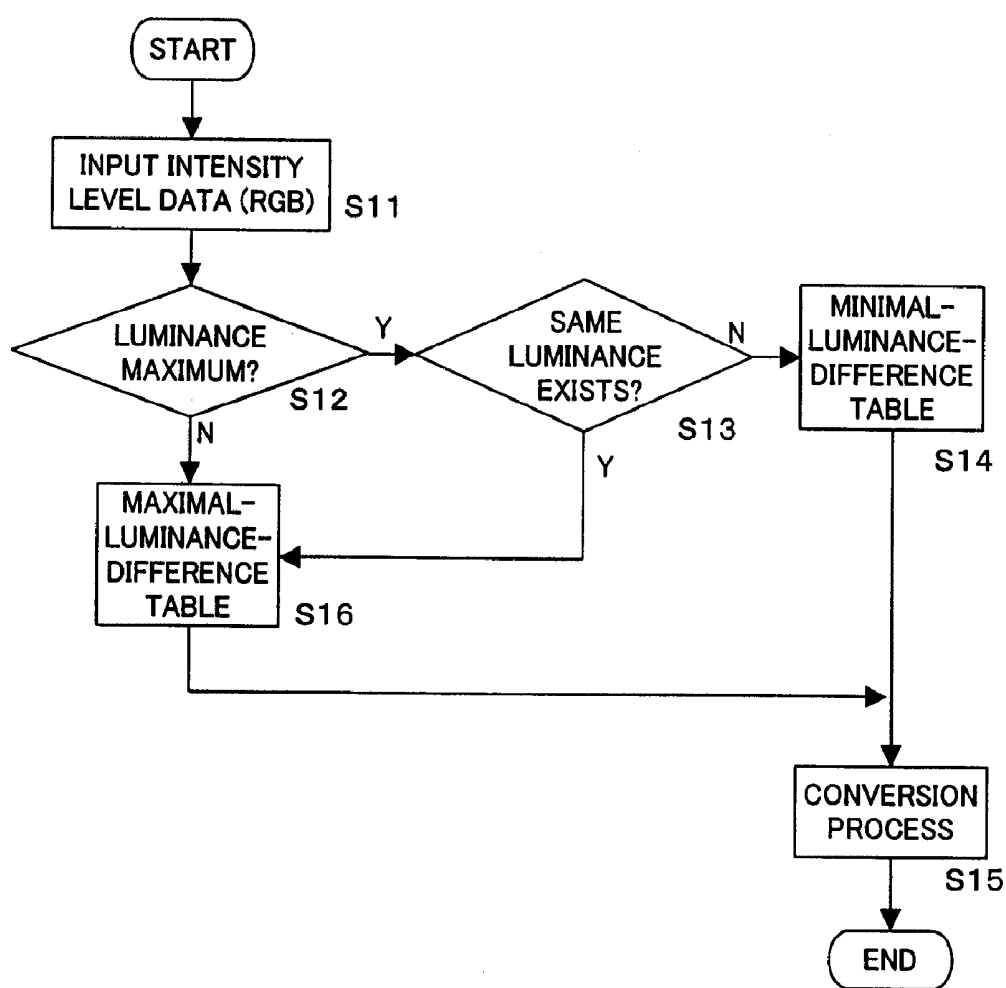 START
INPUT INTENSITY
LEVEL DATA (RGB)
S11
LUMINANCE
MAXIMUM?
S12
Y
N
SAME
LUMINANCE
EXISTS?
S13
N
Y
MINIMAL-
LUMINANCE-
DIFFERENCE
TABLE
S14
MAXIMAL-
LUMINANCE-
DIFFERENCE
TABLE
S16
CONVERSION
PROCESS
S15
END